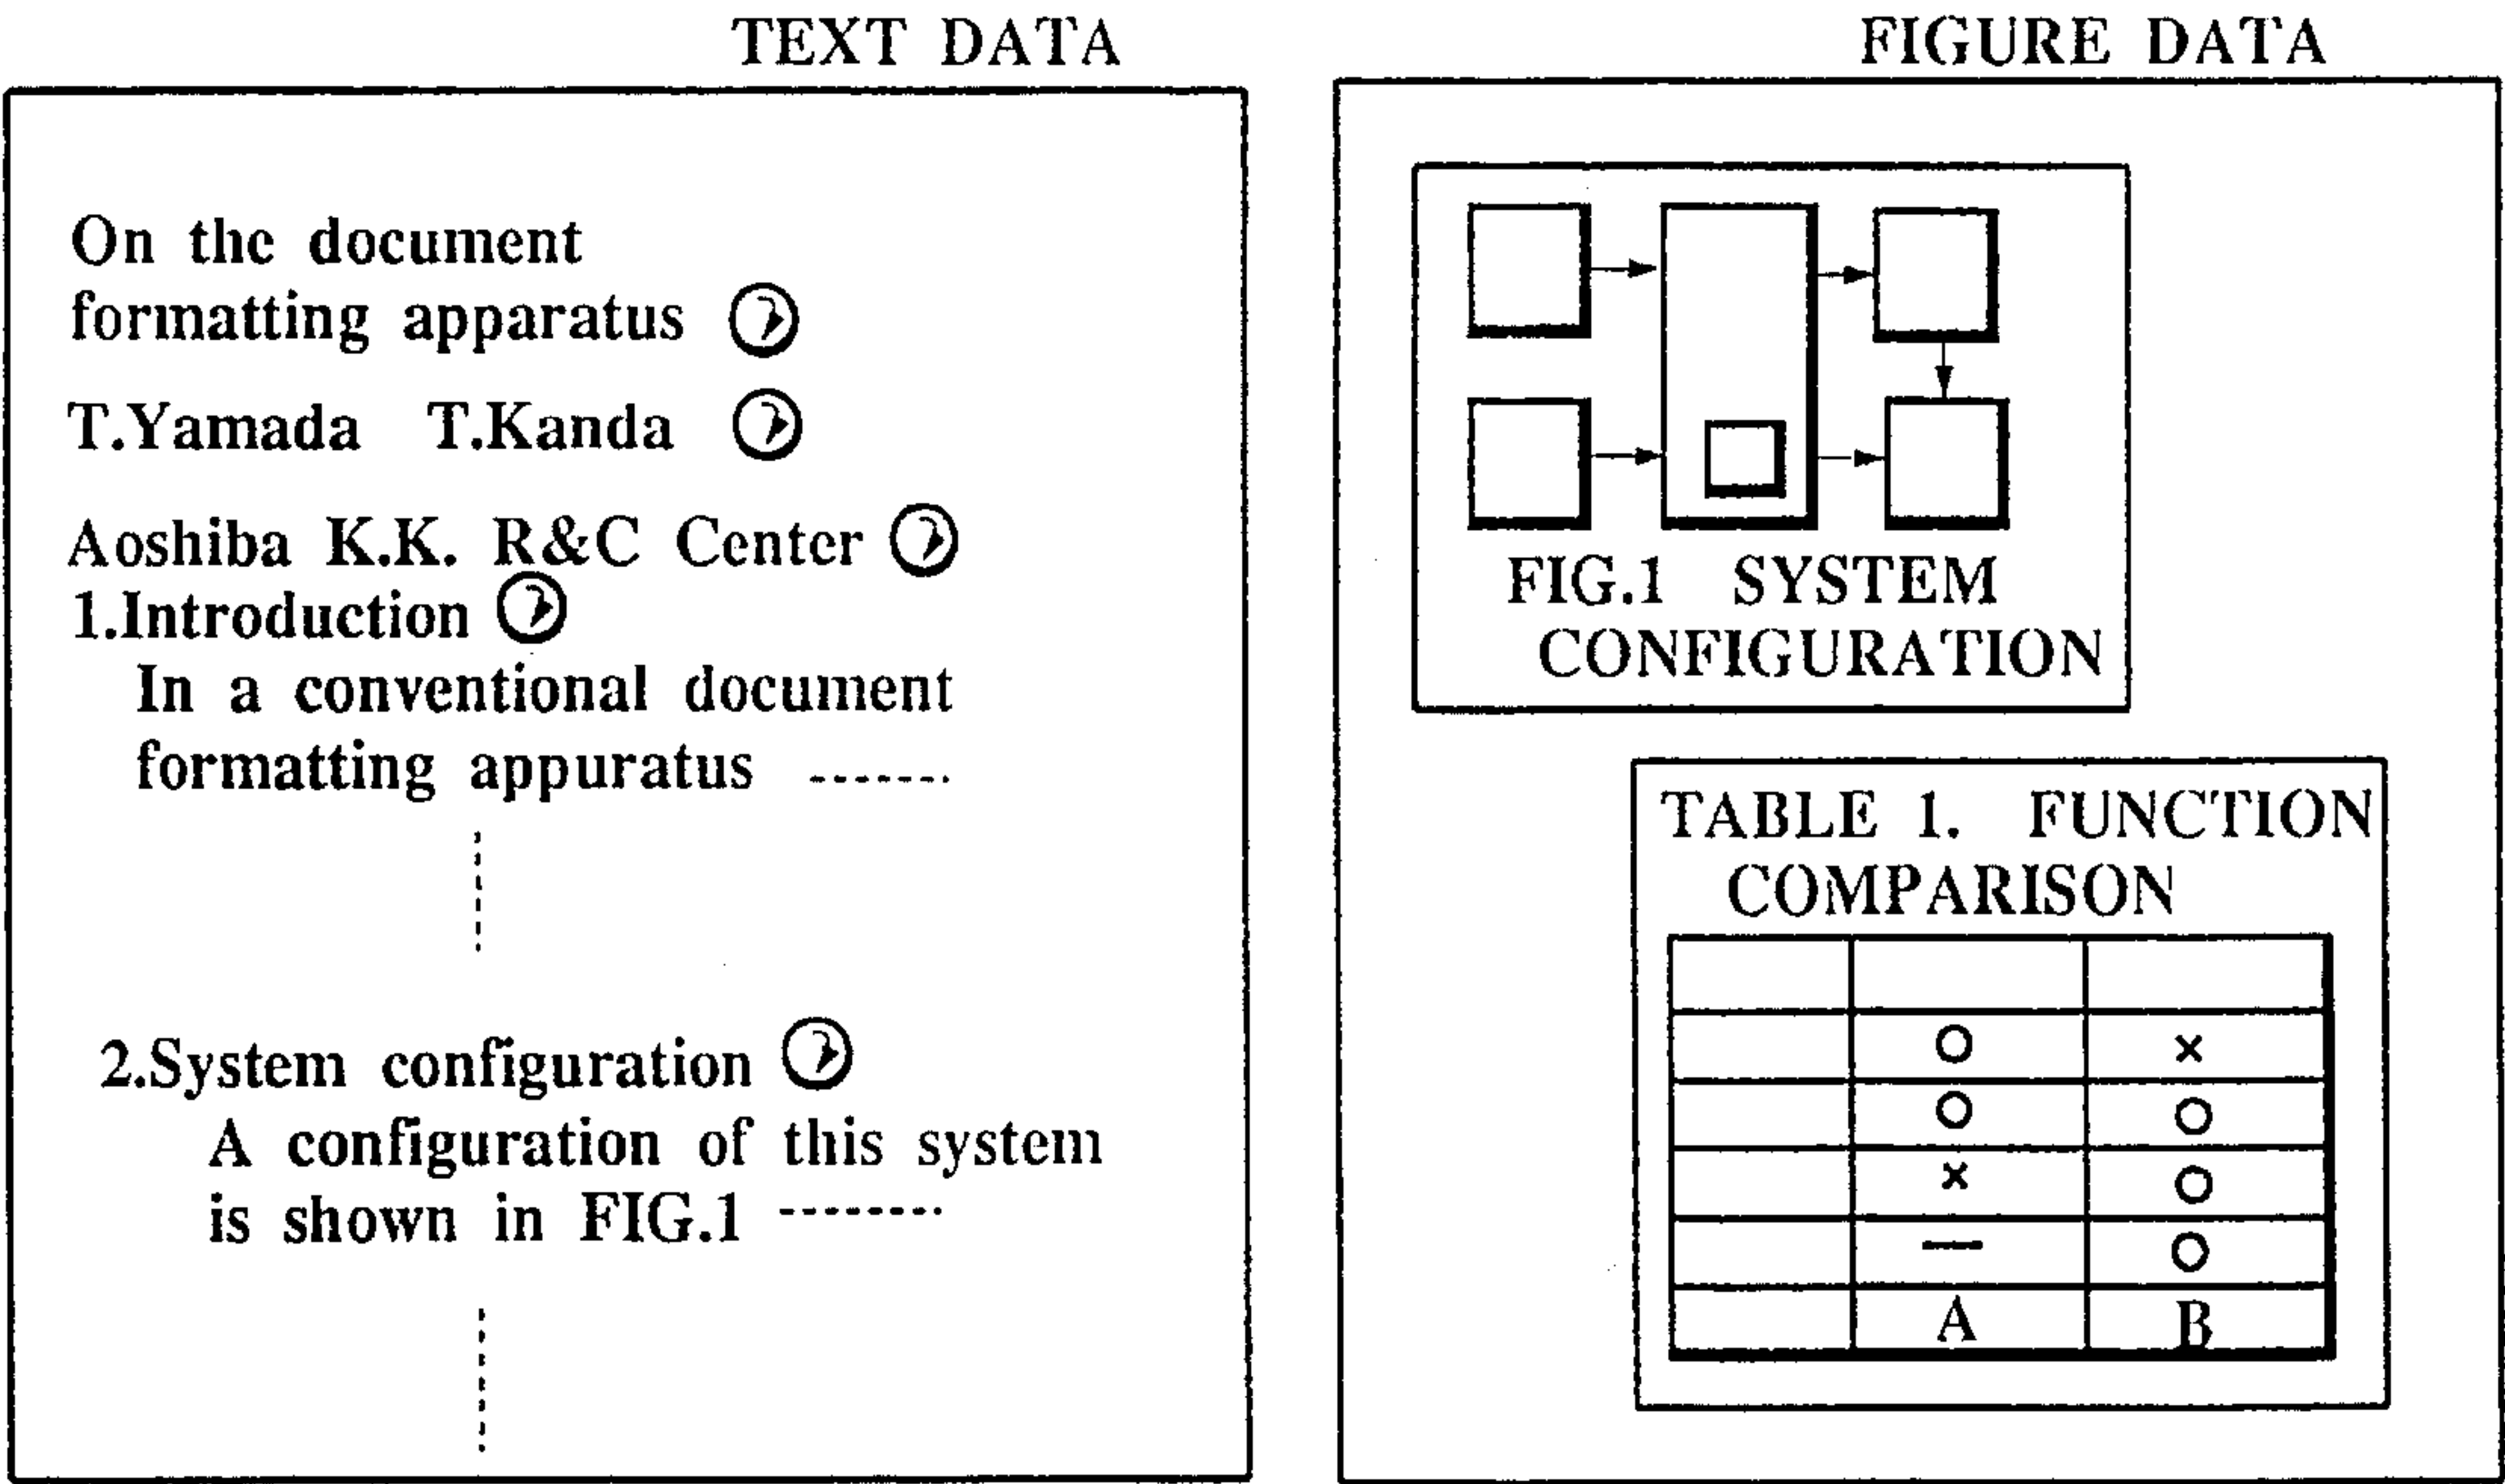 TEXT DATA
On the document
formatting apparatus
T.Yamada T.Kanda
Aoshiba K.K. R&C Center
1.Introduction
In a conventional document
formatting appuratus -------
2.System configuration
A configuration of this system
is shown in FIG.1 --------
FIGURE DATA
FIG.1 SYSTEM
CONFIGURATION
TABLE 1. FUNCTION
COMPARISON
○ ×
○ ○
× ○
— ○
A B